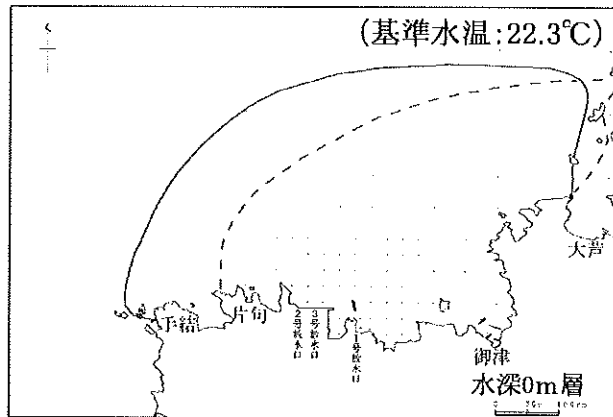 (基準水温:22.3℃)
大芦
手結
片句
2号放水口
3号放水口
1号放水口
御津
水深0m層